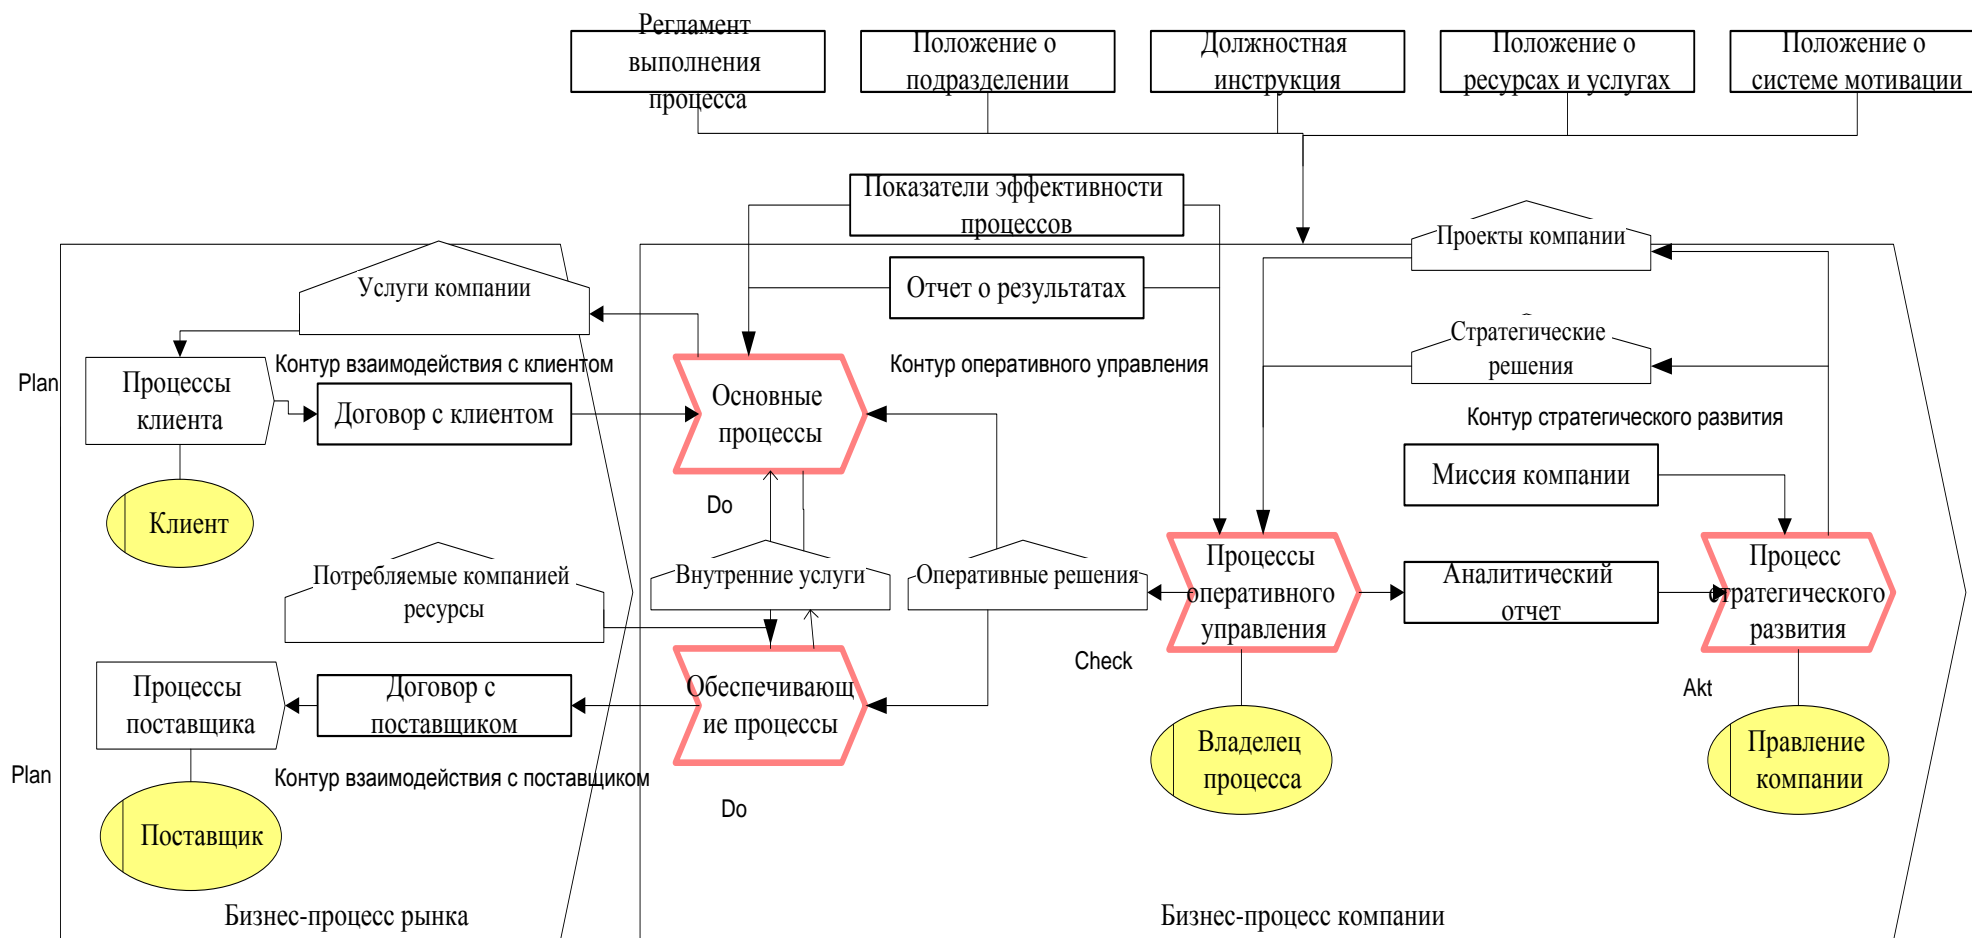 Регламент
выполнения
процесса
Положение о
подразделении
Должностная
инструкция
Положение о
ресурсах и услугах
Положение о
системе мотивации
Показатели эффективности
процессов
Проекты компании
Услуги компании
Отчет о результатах
Стратегические
решения
Контур взаимодействия с клиентом
Контур оперативного управления
Plan
Процессы
клиента
Договор с клиентом
Основные
процессы
Контур стратегического развития
Миссия компании
Do
Клиент
Потребляемые компанией
ресурсы
Внутренние услуги
Оперативные решения
Процессы
оперативного
управления
Аналитический
отчет
Процесс
стратегического
развития
Check
Akt
Процессы
поставщика
Договор с
поставщиком
Обеспечивающ
ие процессы
Владелец
процесса
Правление
компании
Plan
Контур взаимодействия с поставщиком
Do
Поставщик
Бизнес-процесс рынка
Бизнес-процесс компании